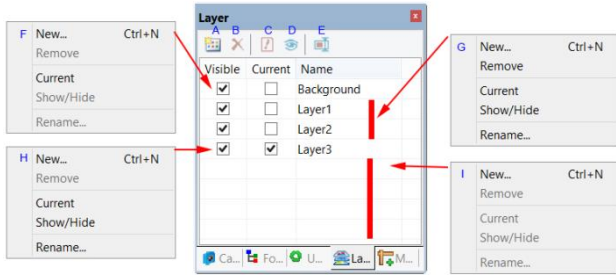 F New... Ctrl+N
Remove
Current
Show/Hide
Rename...
H New... Ctrl+N
Remove
Current
Show/Hide
Rename...
Layer
A B C D E
Visible Current Name
Background
Layer1
Layer2
Layer3
Ca... Fo... U... La... M...
G New... Ctrl+N
Remove
Current
Show/Hide
Rename...
I New... Ctrl+N
Remove
Current
Show/Hide
Rename...